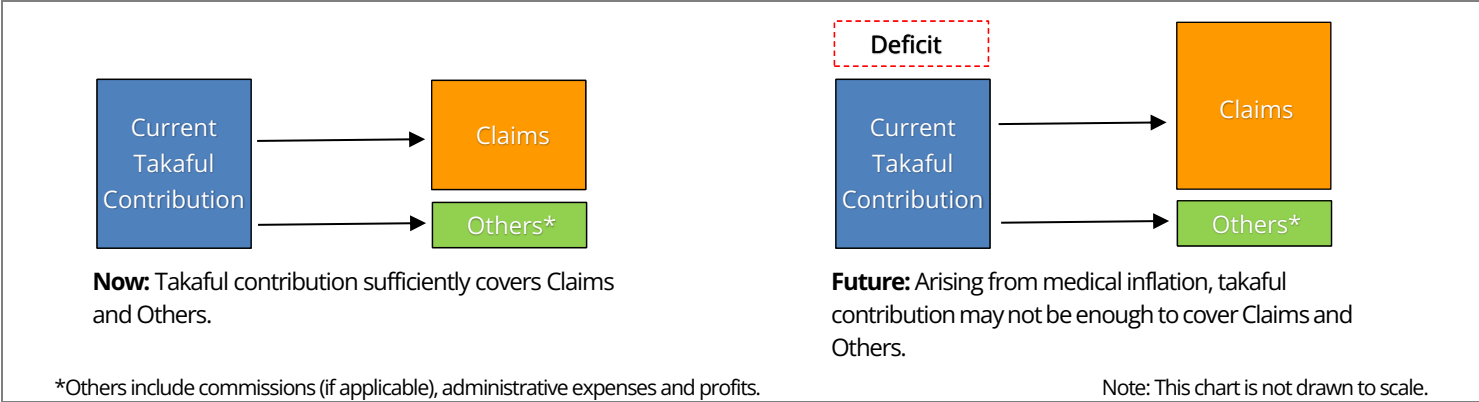 Current
Takaful
Contribution
Claims
Others*
Now: Takaful contribution sufficiently covers Claims
and Others.
Deficit
Current
Takaful
Contribution
Claims
Others*
Future: Arising from medical inflation, takaful
contribution may not be enough to cover Claims and
Others.
*Others include commissions (if applicable), administrative expenses and profits.
Note: This chart is not drawn to scale.